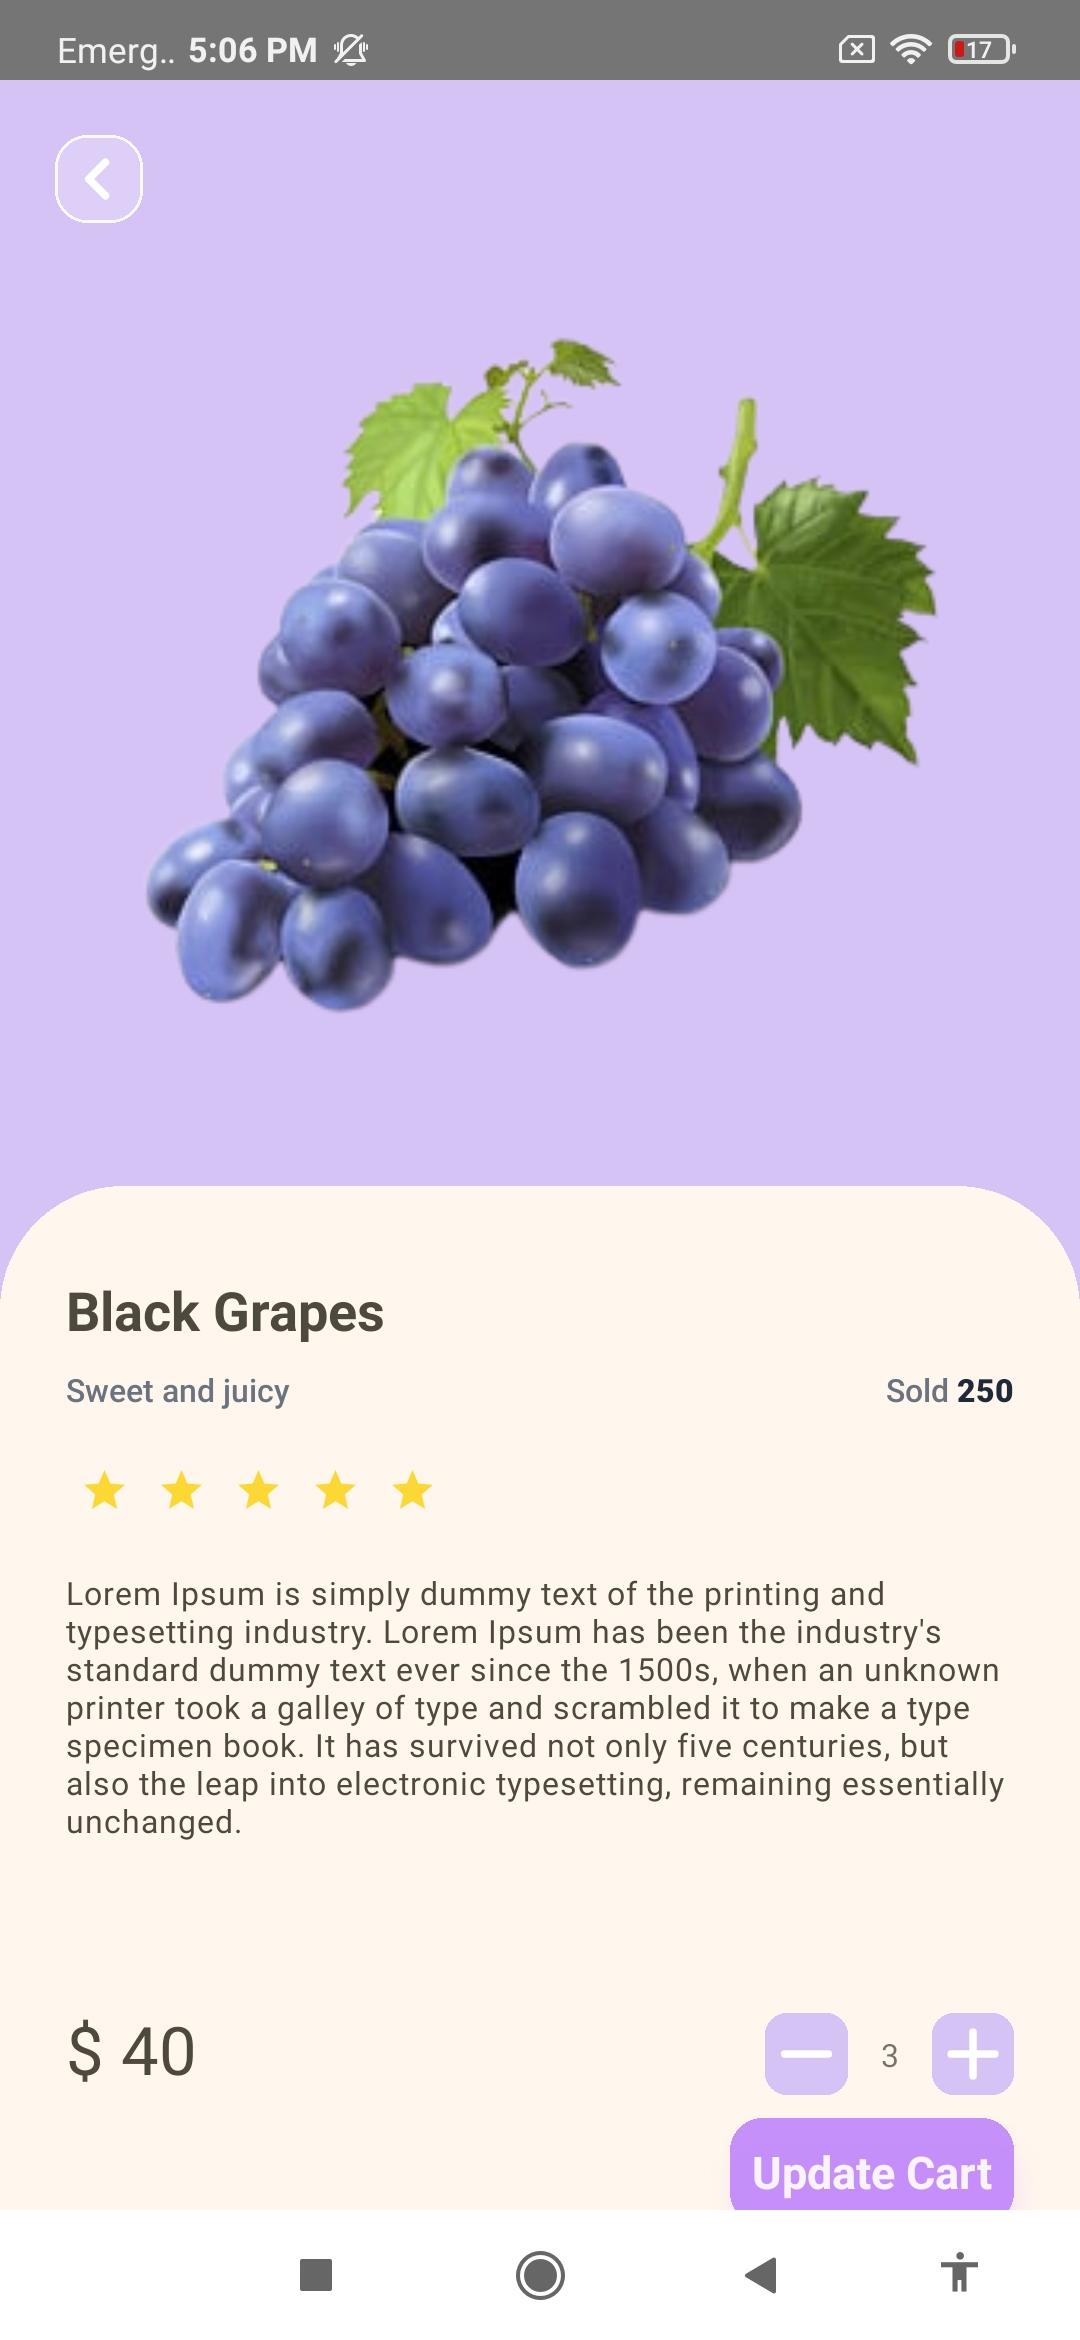 Emerg.. 5:06 PM 17
Black Grapes
Sweet and juicy Sold 250
Lorem Ipsum is simply dummy text of the printing and
typesetting industry. Lorem Ipsum has been the industry's
standard dummy text ever since the 1500s, when an unknown
printer took a galley of type and scrambled it to make a type
specimen book. It has survived not only five centuries, but
also the leap into electronic typesetting, remaining essentially
unchanged.
$ 40 3
Update Cart